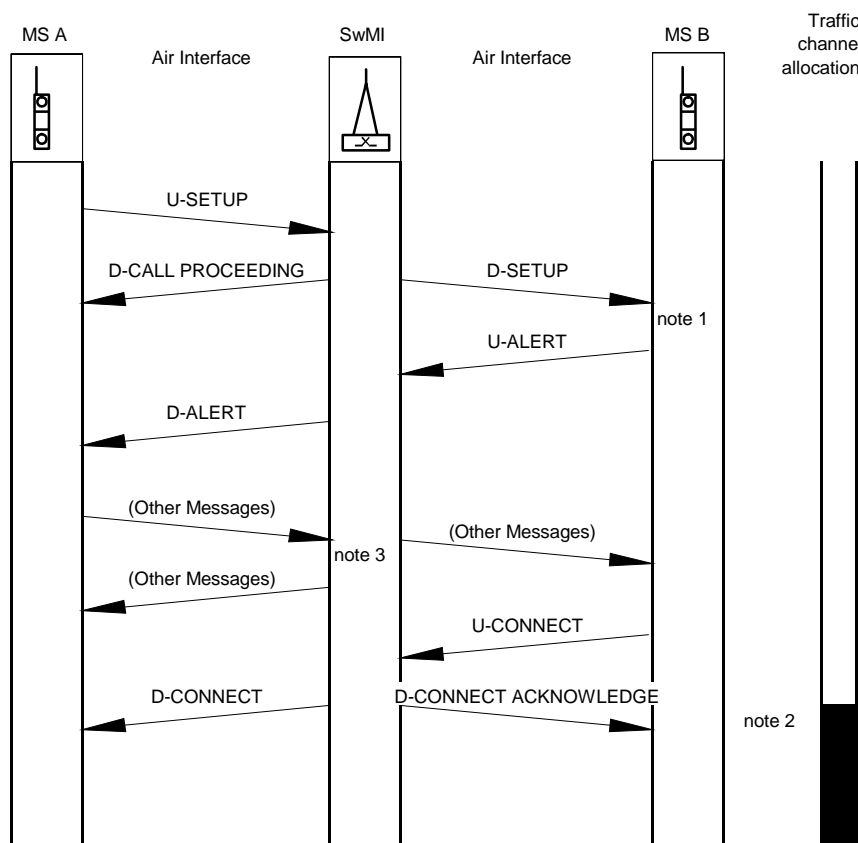 MS A
Air Interface
SwMI
Air Interface
MS B
Traffic
channe
allocation
U-SETUP
D-CALL PROCEEDING
D-SETUP
note 1
U-ALERT
D-ALERT
(Other Messages)
(Other Messages)
note 3
(Other Messages)
U-CONNECT
D-CONNECT
D-CONNECT ACKNOWLEDGE
note 2